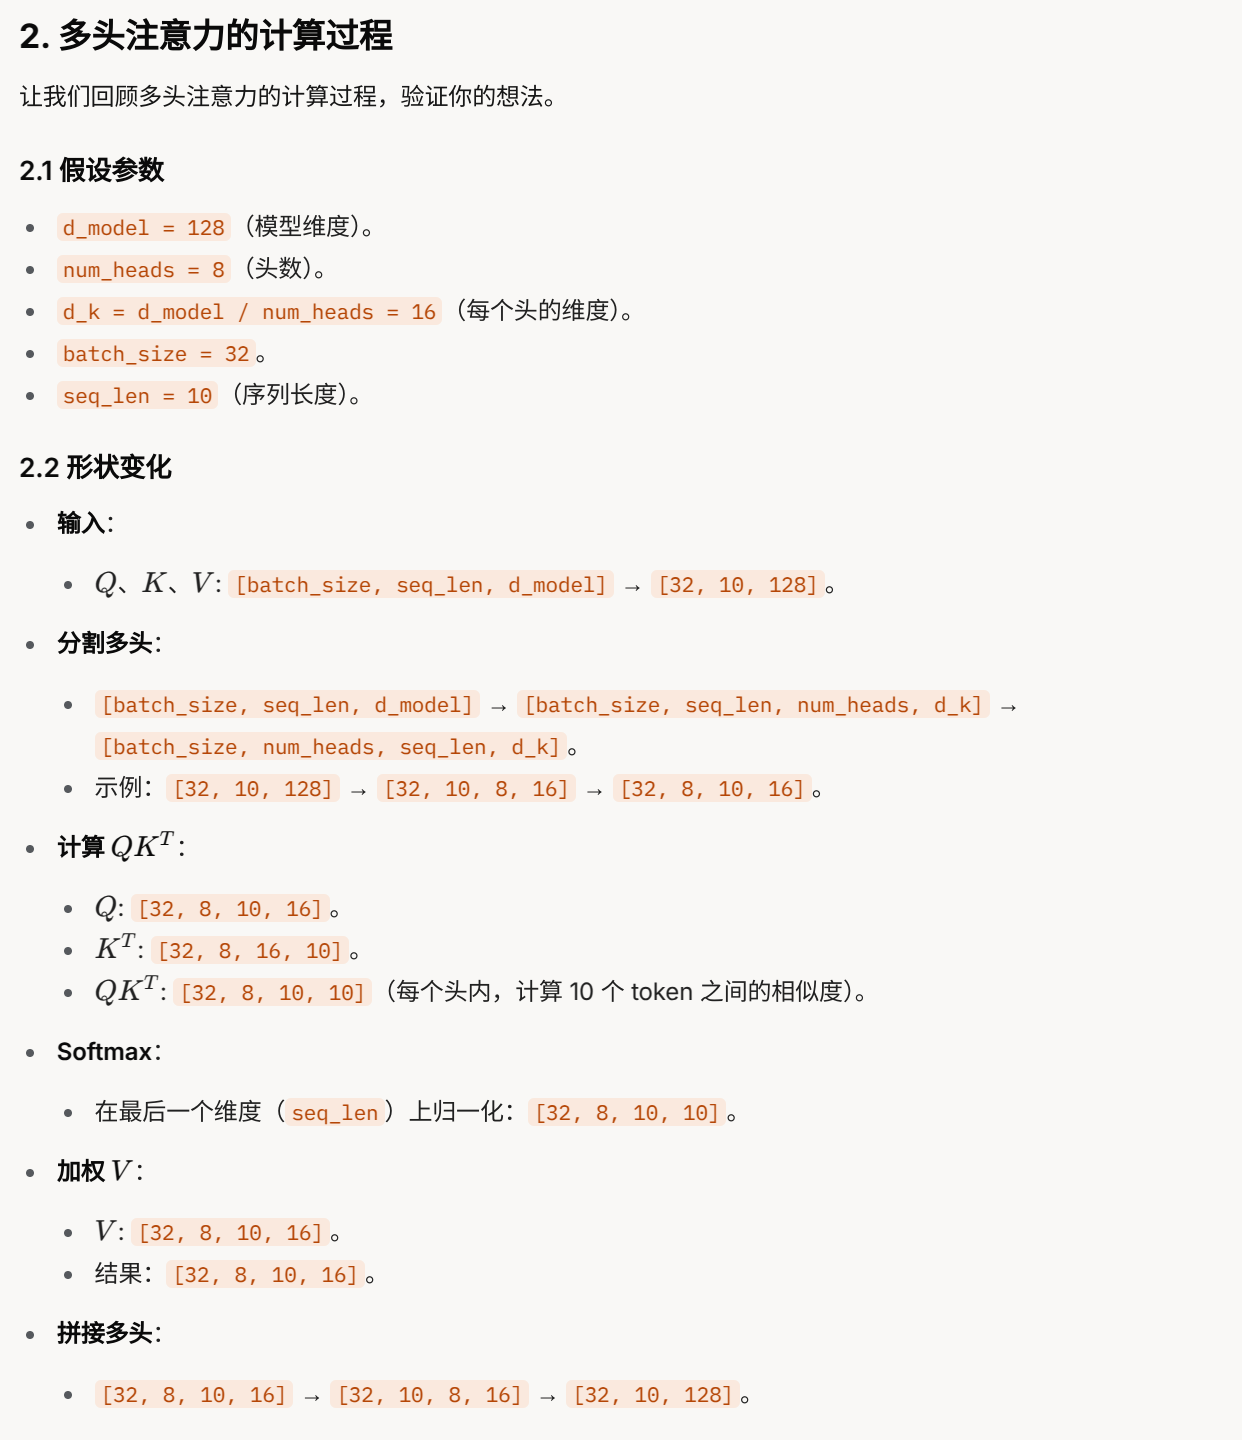 2. 多头注意力的计算过程
让我们回顾多头注意力的计算过程，验证你的想法。
2.1 假设参数
• d_model = 128（模型维度）。
• num_heads = 8（头数）。
• d_k = d_model / num_heads = 16（每个头的维度）。
• batch_size = 32。
• seq_len = 10（序列长度）。
2.2 形状变化
• 输入：
• Q、K、V: [batch_size, seq_len, d_model] → [32, 10, 128]。
• 分割多头：
• [batch_size, seq_len, d_model] → [batch_size, seq_len, num_heads, d_k] →
[batch_size, num_heads, seq_len, d_k]。
• 示例：[32, 10, 128] → [32, 10, 8, 16] → [32, 8, 10, 16]。
• 计算 QK^T：
• Q: [32, 8, 10, 16]。
• K^T: [32, 8, 16, 10]。
• QK^T: [32, 8, 10, 10]（每个头内，计算 10 个 token 之间的相似度）。
• Softmax：
• 在最后一个维度（seq_len）上归一化：[32, 8, 10, 10]。
• 加权 V：
• V: [32, 8, 10, 16]。
• 结果：[32, 8, 10, 16]。
• 拼接多头：
• [32, 8, 10, 16] → [32, 10, 8, 16] → [32, 10, 128]。